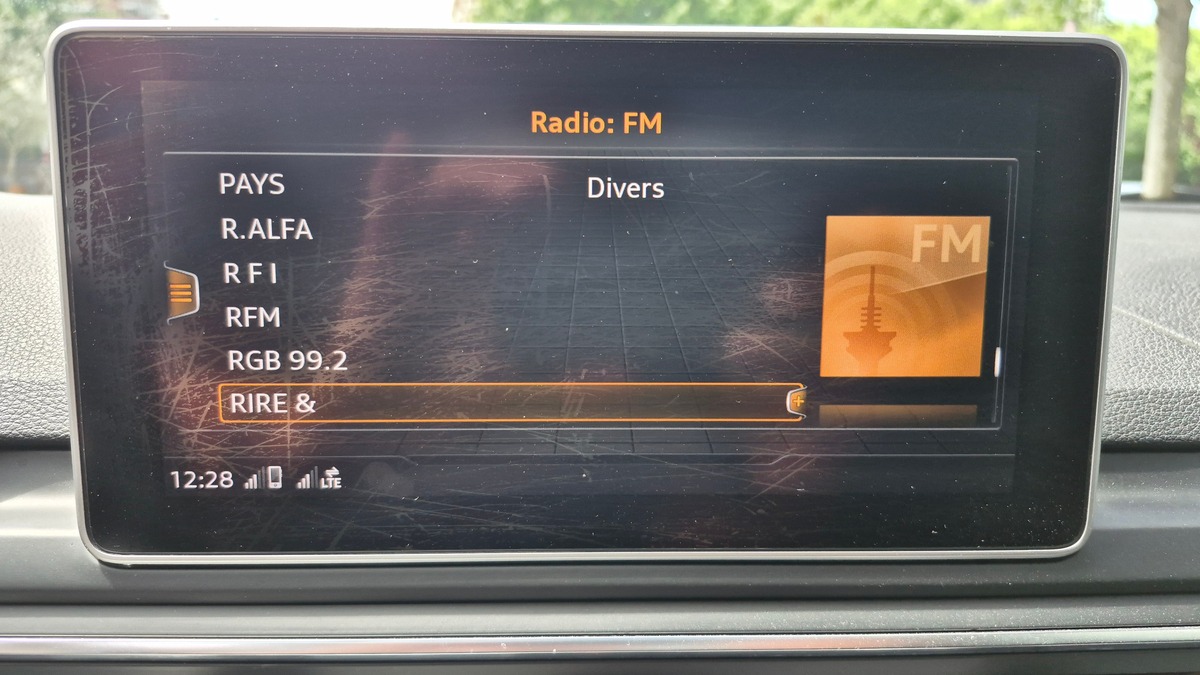 Radio: FM
PAYS
Divers
R.ALFA
FM
R F I
RFM
RGB 99.2
RIRE &
12:28 LTE